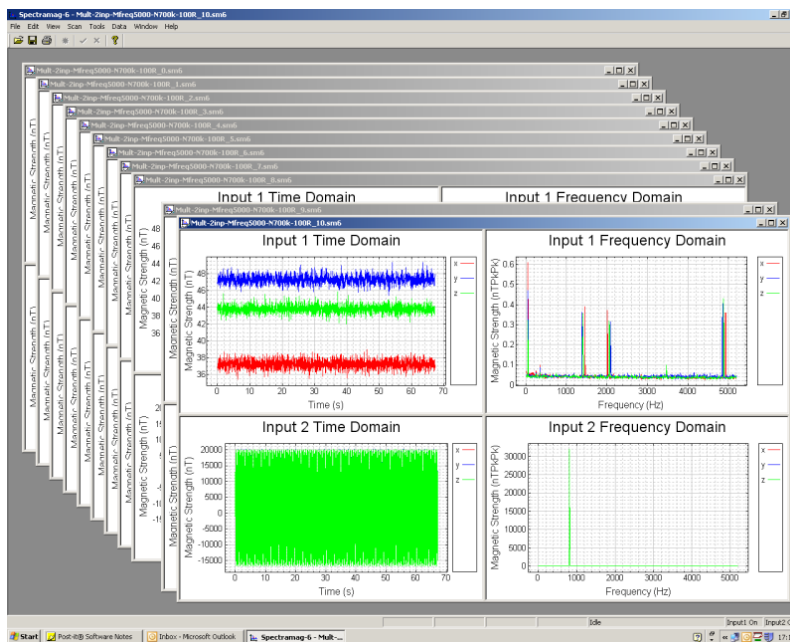 Spectramag-6 - Mult-2inp-Mfreq5000-N700k-100R_10.sm6
File Edit View Scan Tools Data Window Help
Mult-2inp-Mfreq5000-N700k-100R_0.sm6
Mult-2inp-Mfreq5000-N700k-100R_1.sm6
Mult-2inp-Mfreq5000-N700k-100R_2.sm6
Mult-2inp-Mfreq5000-N700k-100R_3.sm6
Mult-2inp-Mfreq5000-N700k-100R_4.sm6
Mult-2inp-Mfreq5000-N700k-100R_5.sm6
Mult-2inp-Mfreq5000-N700k-100R_6.sm6
Mult-2inp-Mfreq5000-N700k-100R_7.sm6
Mult-2inp-Mfreq5000-N700k-100R_8.sm6
Input 1 Time Domain
Input 1 Frequency Domain
Mult-2inp-Mfreq5000-N700k-100R_9.sm6
Mult-2inp-Mfreq5000-N700k-100R_10.sm6
Input 1 Time Domain
Magnetic Strength (nT)
48
46
44
42
40
38
36
0 10 20 30 40 50 60 70
Time (s)
x
y
z
Input 1 Frequency Domain
Magnetic Strength (nTPkPk)
0.6
0.5
0.4
0.3
0.2
0.1
0
0 1000 2000 3000 4000 5000
Frequency (Hz)
x
y
z
Input 2 Time Domain
Magnetic Strength (nT)
20000
15000
10000
5000
0
-5000
-10000
-15000
0 10 20 30 40 50 60 70
Time (s)
x
y
z
Input 2 Frequency Domain
Magnetic Strength (nTPkPk)
30000
25000
20000
15000
10000
5000
0
0 1000 2000 3000 4000 5000
Frequency (Hz)
x
y
z
Idle
Input1 On
Input2
Start
Post-it® Software Notes
Inbox - Microsoft Outlook
Spectramag-6 - Mult-...